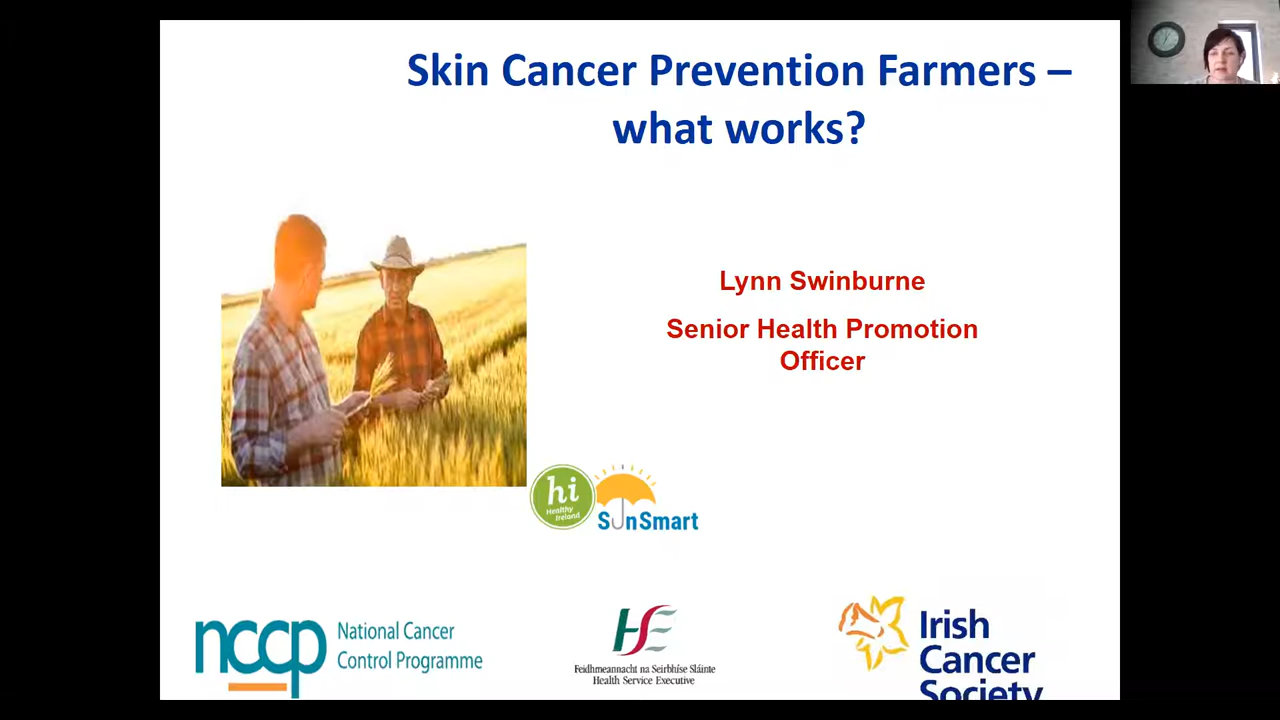 Skin Cancer Prevention Farmers –
what works?
Lynn Swinburne
Senior Health Promotion
Officer
hi
Healthy
Ireland
SunSmart
nccp
National Cancer
Control Programme
HSE
Feidhmeannacht na Seirbhíse Sláinte
Health Service Executive
Irish
Cancer
Society